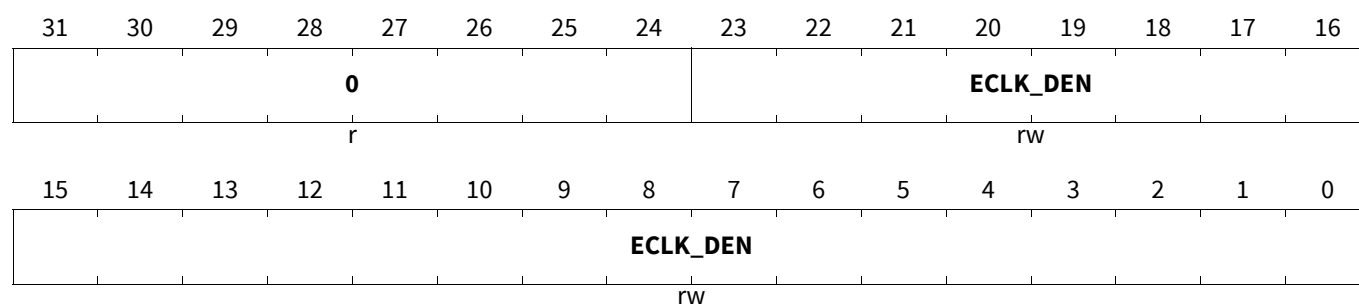 31 30 29 28 27 26 25 24 23 22 21 20 19 18 17 16
0 ECLK_DEN
r rw
15 14 13 12 11 10 9 8 7 6 5 4 3 2 1 0
ECLK_DEN
rw